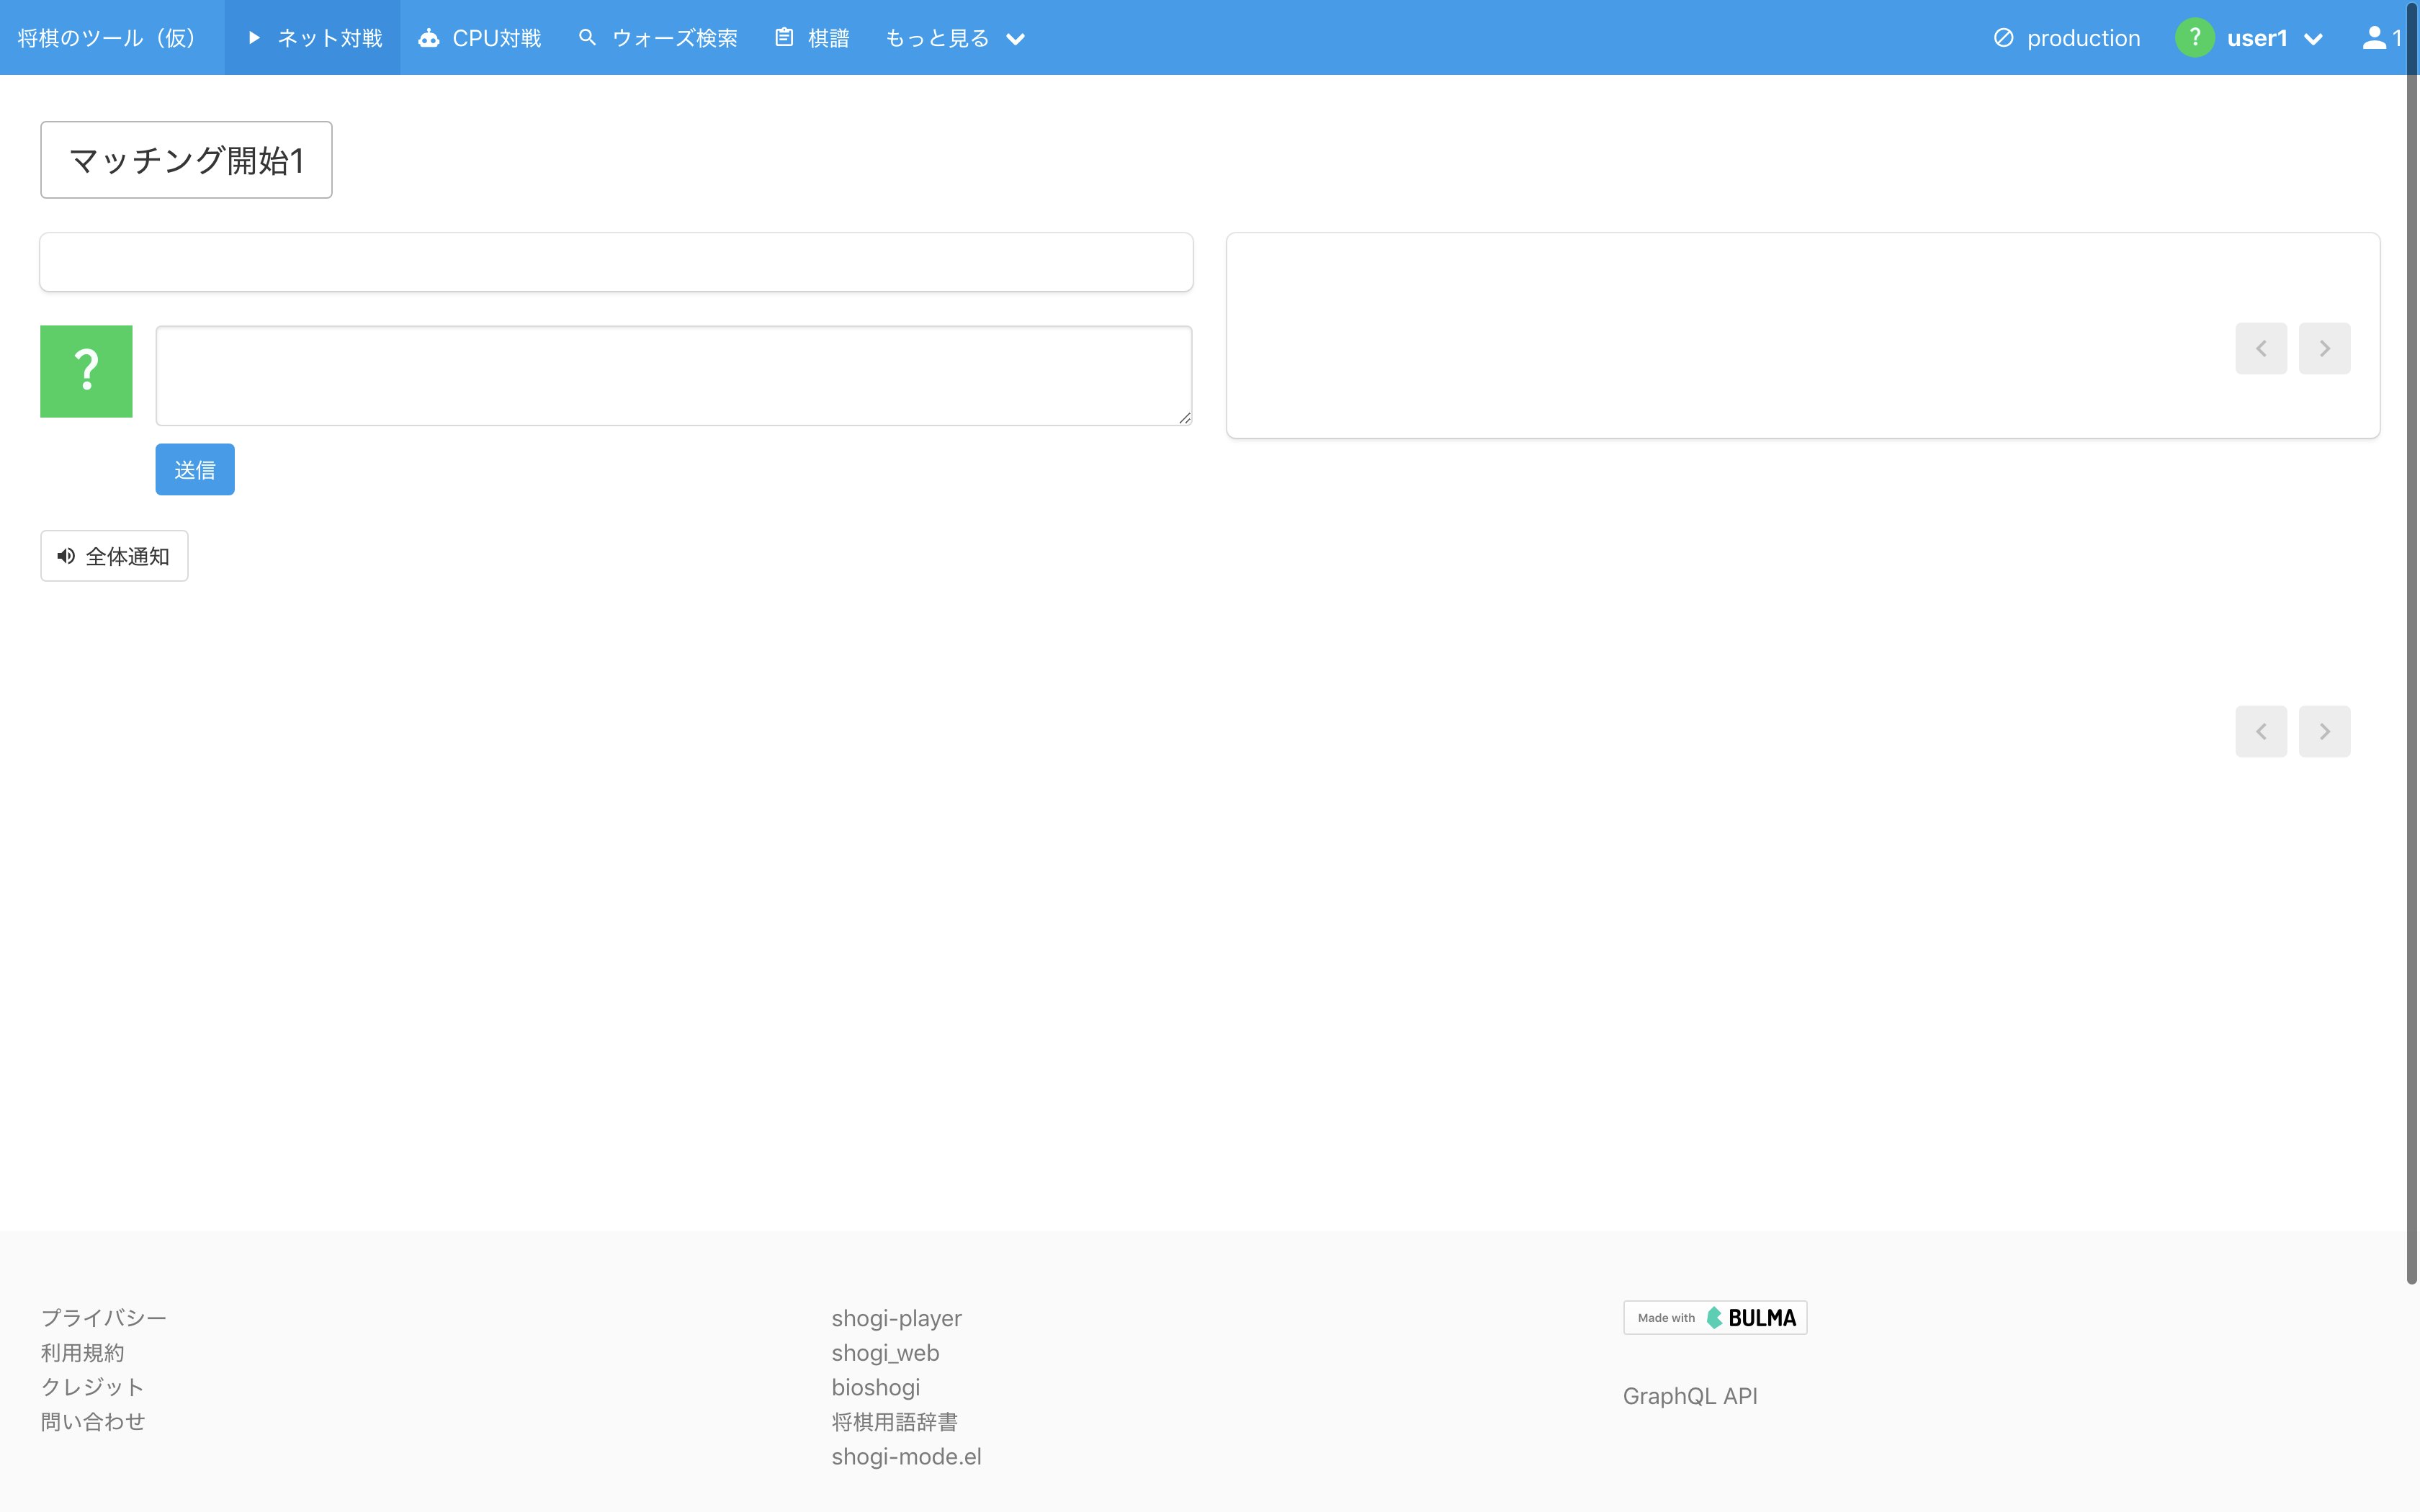 将棋のツール（仮） ネット対戦 CPU対戦 ウォーズ検索 棋譜 もっと見る production ? user1 1
マッチング開始1
?
送信
全体通知
プライバシー
利用規約
クレジット
問い合わせ
shogi-player
shogi_web
bioshogi
将棋用語辞書
shogi-mode.el
Made with BULMA
GraphQL API